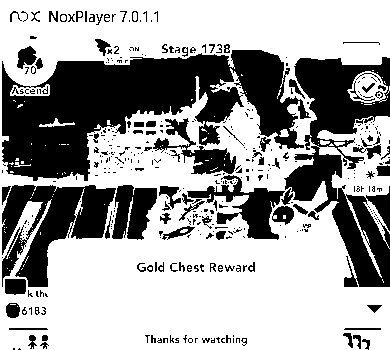 nox NoxPlayer 7.0.1.1
x2 ON Stage 1738
70
Ascend
18h 18m
Gold Chest Reward
k the
6183
Thanks for watching